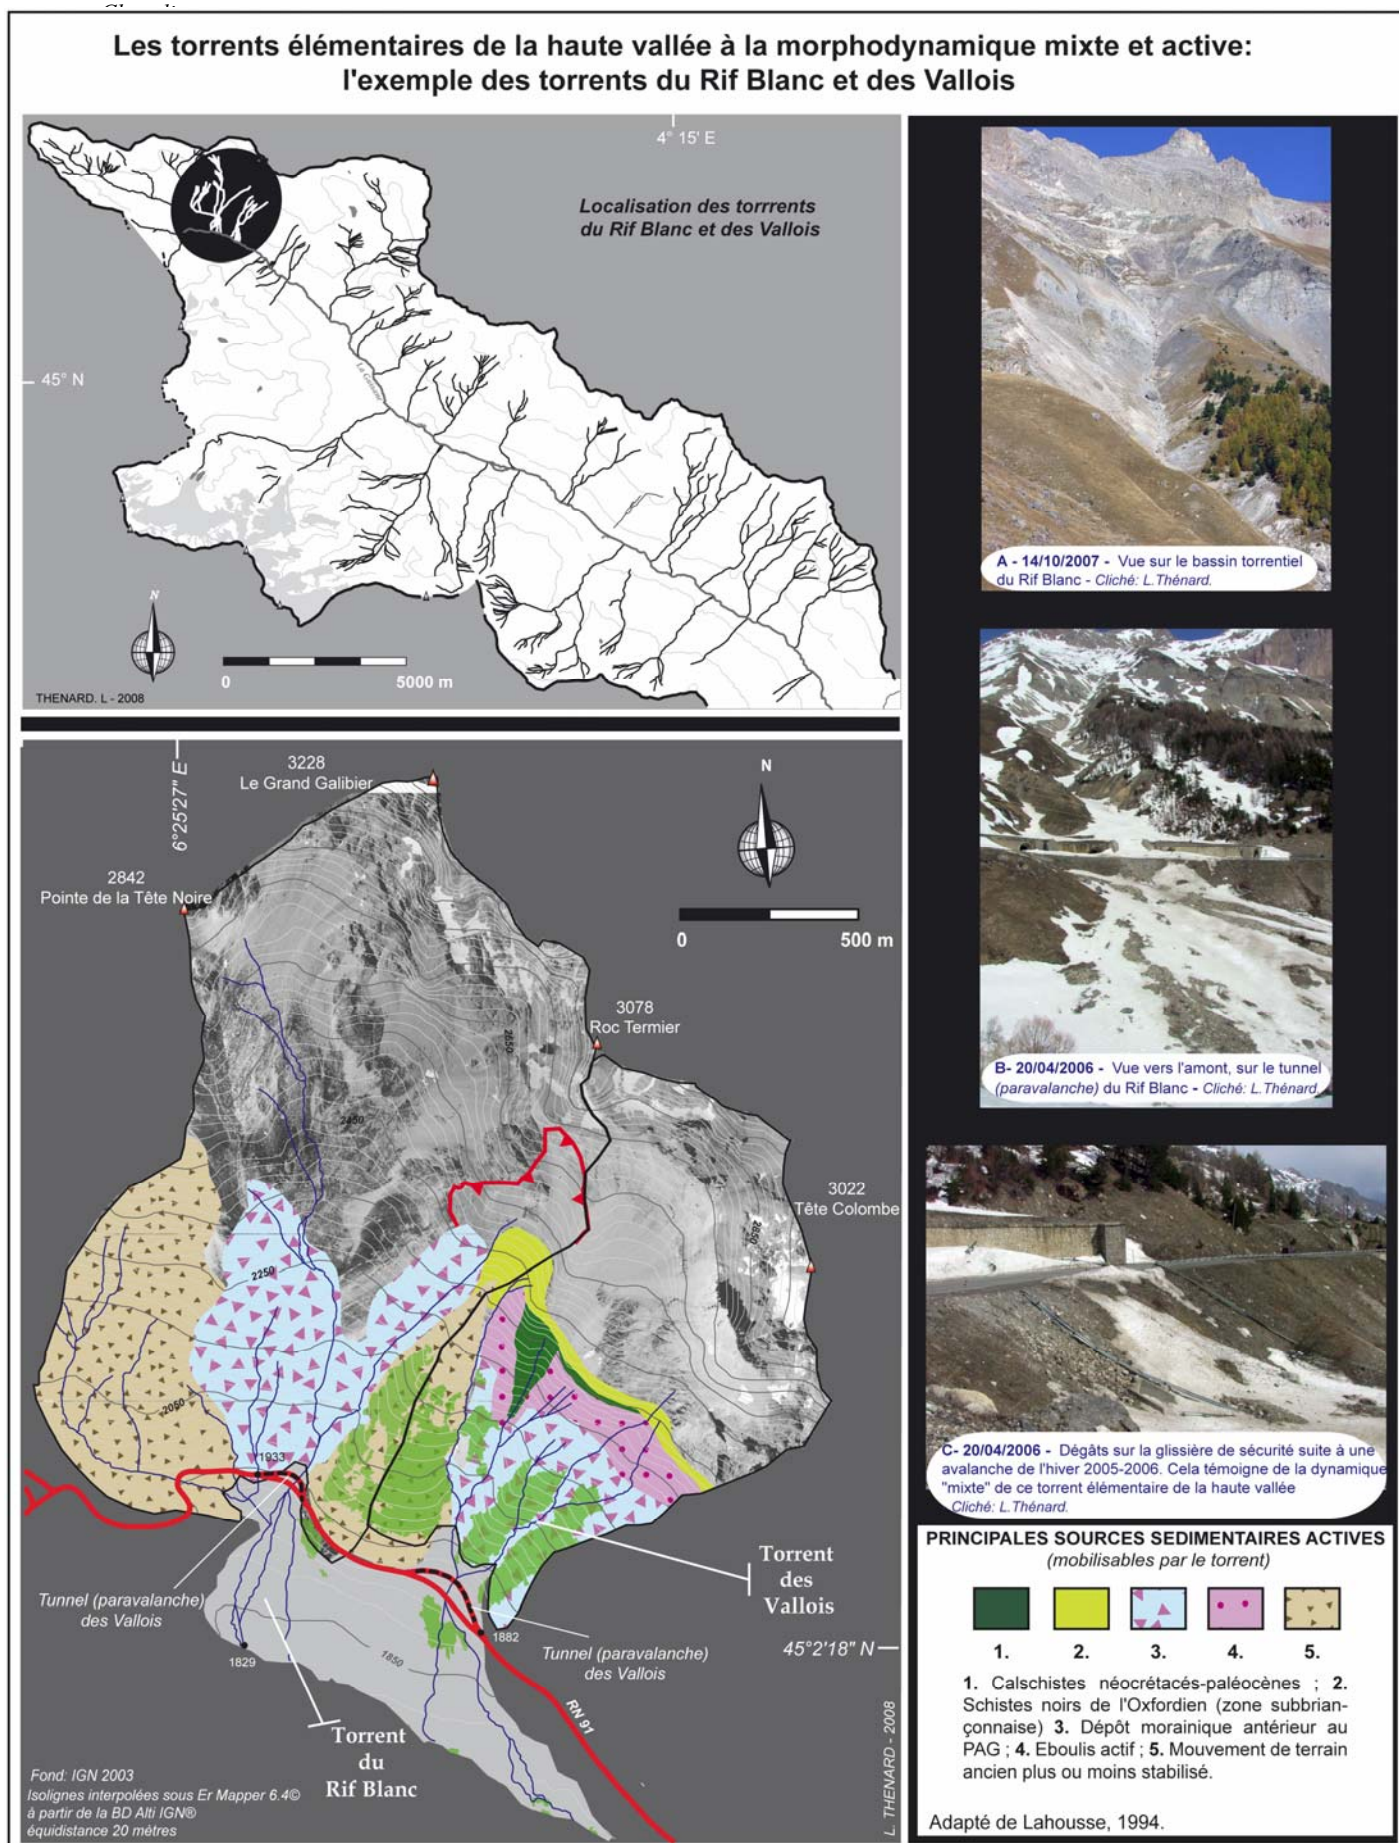 Les torrents élémentaires de la haute vallée à la morphodynamique mixte et active:
l'exemple des torrents du Rif Blanc et des Vallois
4° 15' E
Localisation des torrrents
du Rif Blanc et des Vallois
45° N
La Guisane
N
0 5000 m
THENARD. L - 2008
A - 14/10/2007 - Vue sur le bassin torrentiel
du Rif Blanc - Cliché: L.Thénard.
B- 20/04/2006 - Vue vers l'amont, sur le tunnel
(paravalanche) du Rif Blanc - Cliché: L.Thénard.
C- 20/04/2006 - Dégâts sur la glissière de sécurité suite à une
avalanche de l'hiver 2005-2006. Cela témoigne de la dynamique
"mixte" de ce torrent élémentaire de la haute vallée
Cliché: L.Thénard.
6°25'27" E
3228
Le Grand Galibier
N
2842
Pointe de la Tête Noire
0 500 m
3078
Roc Termier
2650
2450
3022
Tête Colombe
2650
2250
2050
1933
Tunnel (paravalanche)
des Vallois
Torrent
des
Vallois
1882
Tunnel (paravalanche)
des Vallois
45°2'18" N
1829
1850
RN 91
Torrent
du
Rif Blanc
Fond: IGN 2003
Isolignes interpolées sous Er Mapper 6.4©
à partir de la BD Alti IGN®
équidistance 20 mètres
L. THENARD - 2008
PRINCIPALES SOURCES SEDIMENTAIRES ACTIVES
(mobilisables par le torrent)
1. 2. 3. 4. 5.
1. Calschistes néocrétacés-paléocènes ; 2.
Schistes noirs de l'Oxfordien (zone subbrian-
çonnaise) 3. Dépôt morainique antérieur au
PAG ; 4. Eboulis actif ; 5. Mouvement de terrain
ancien plus ou moins stabilisé.
Adapté de Lahousse, 1994.